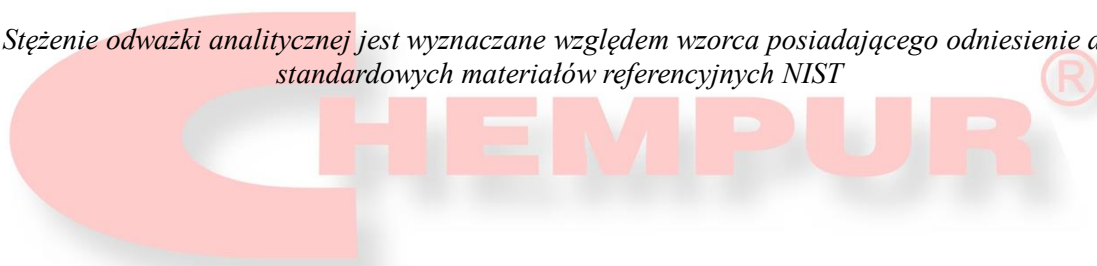 Stężenie odważki analitycznej jest wyznaczane względem wzorca posiadającego odniesienie
standardowych materiałów referencyjnych NIST
CHEMPUR®